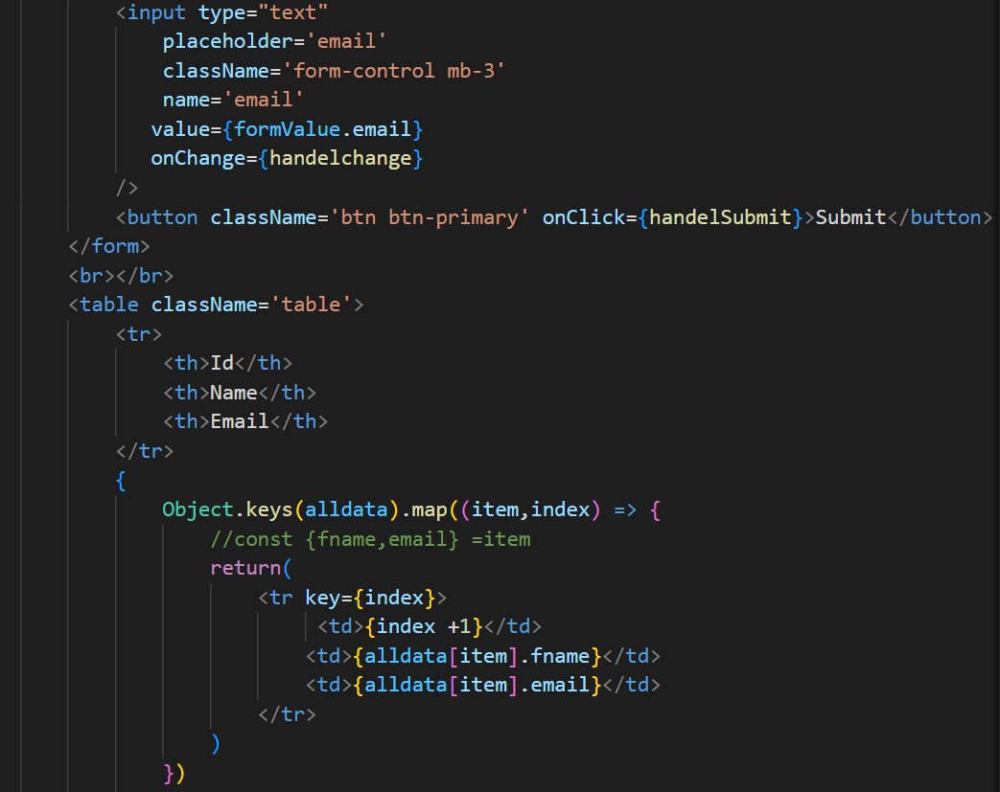 <input type="text"
placeholder='email'
className='form-control mb-3'
name='email'
value={formValue.email}
onChange={handelchange}
/>
<button className='btn btn-primary' onClick={handelSubmit}>Submit</button>
</form>
<br></br>
<table className='table'>
<tr>
<th>Id</th>
<th>Name</th>
<th>Email</th>
</tr>
{
Object.keys(alldata).map((item,index) => {
//const {fname,email} =item
return(
<tr key={index}>
<td>{index +1}</td>
<td>{alldata[item].fname}</td>
<td>{alldata[item].email}</td>
</tr>
)
})